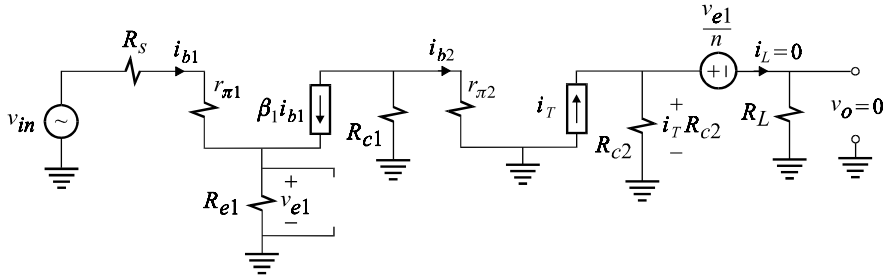 v_in
~
R_s
i_b1
r_π1
R_e1
+
v_e1
−
β_1 i_b1
R_c1
i_b2
r_π2
i_T
R_c2
+
i_T R_c2
−
v_e1
n
+ −
i_L = 0
R_L
v_o = 0